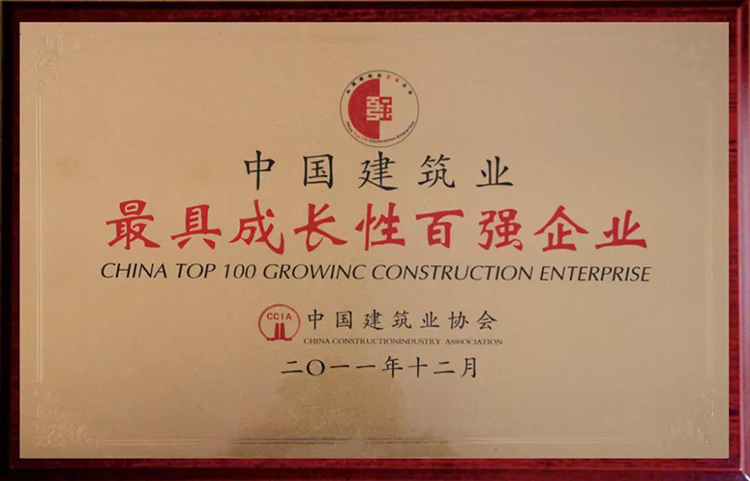 中国建筑业
最具成长性百强企业
CHINA TOP 100 GROWINC CONSTRUCTION ENTERPRISE
CCIA
中国建筑业协会
CHINA CONSTRUCTIONINDUSTRY ASSOCIATION
二〇一一年十二月